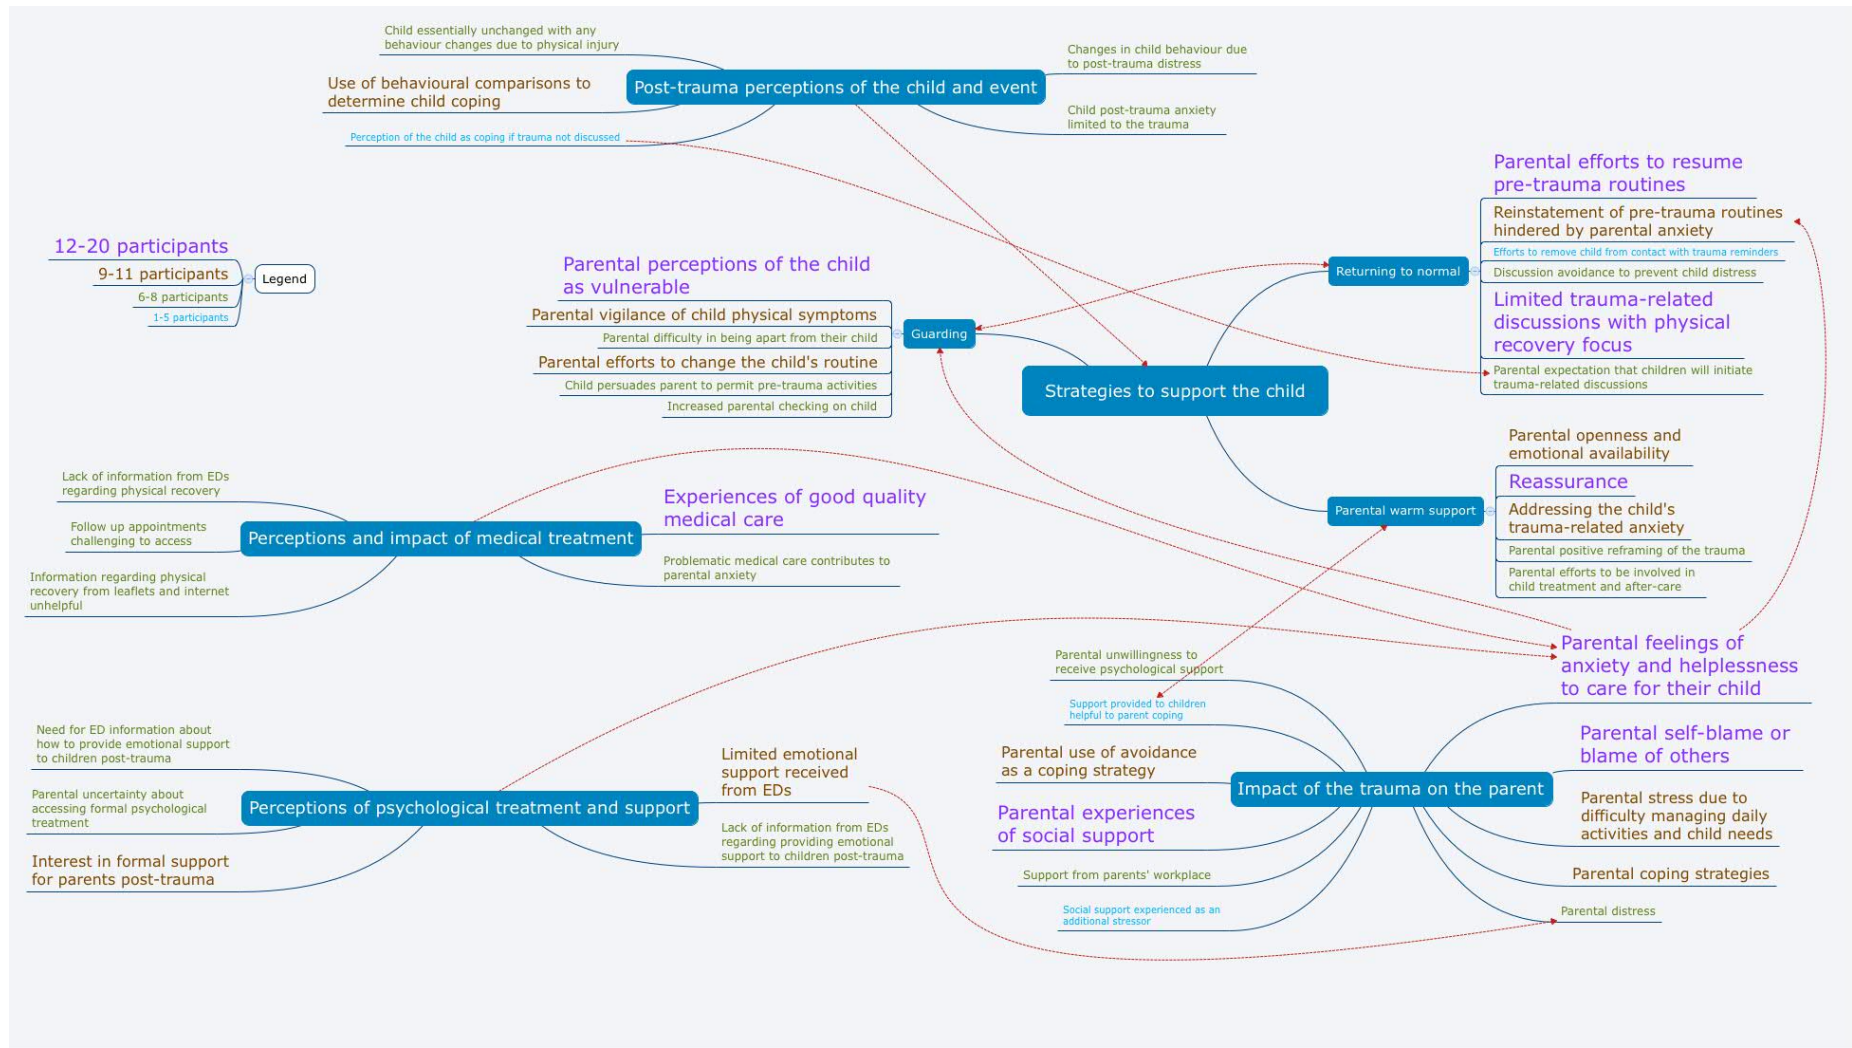 Child essentially unchanged with any
behaviour changes due to physical injury
Use of behavioural comparisons to
determine child coping
Perception of the child as coping if trauma not discussed
Post-trauma perceptions of the child and event
Changes in child behaviour due
to post-trauma distress
Child post-trauma anxiety
limited to the trauma
12-20 participants
9-11 participants
6-8 participants
1-5 participants
Legend
Parental perceptions of the child
as vulnerable
Parental vigilance of child physical symptoms
Parental difficulty in being apart from their child
Parental efforts to change the child's routine
Child persuades parent to permit pre-trauma activities
Increased parental checking on child
Guarding
Strategies to support the child
Returning to normal
Parental efforts to resume
pre-trauma routines
Reinstatement of pre-trauma routines
hindered by parental anxiety
Efforts to remove child from contact with trauma reminders
Discussion avoidance to prevent child distress
Limited trauma-related
discussions with physical
recovery focus
Parental expectation that children will initiate
trauma-related discussions
Parental warm support
Parental openness and
emotional availability
Reassurance
Addressing the child's
trauma-related anxiety
Parental positive reframing of the trauma
Parental efforts to be involved in
child treatment and after-care
Lack of information from EDs
regarding physical recovery
Follow up appointments
challenging to access
Information regarding physical
recovery from leaflets and internet
unhelpful
Perceptions and impact of medical treatment
Experiences of good quality
medical care
Problematic medical care contributes to
parental anxiety
Need for ED information about
how to provide emotional support
to children post-trauma
Parental uncertainty about
accessing formal psychological
treatment
Interest in formal support
for parents post-trauma
Perceptions of psychological treatment and support
Limited emotional
support received
from EDs
Lack of information from EDs
regarding providing emotional
support to children post-trauma
Parental unwillingness to
receive psychological support
Support provided to children
helpful to parent coping
Parental use of avoidance
as a coping strategy
Parental experiences
of social support
Support from parents' workplace
Social support experienced as an
additional stressor
Impact of the trauma on the parent
Parental feelings of
anxiety and helplessness
to care for their child
Parental self-blame or
blame of others
Parental stress due to
difficulty managing daily
activities and child needs
Parental coping strategies
Parental distress